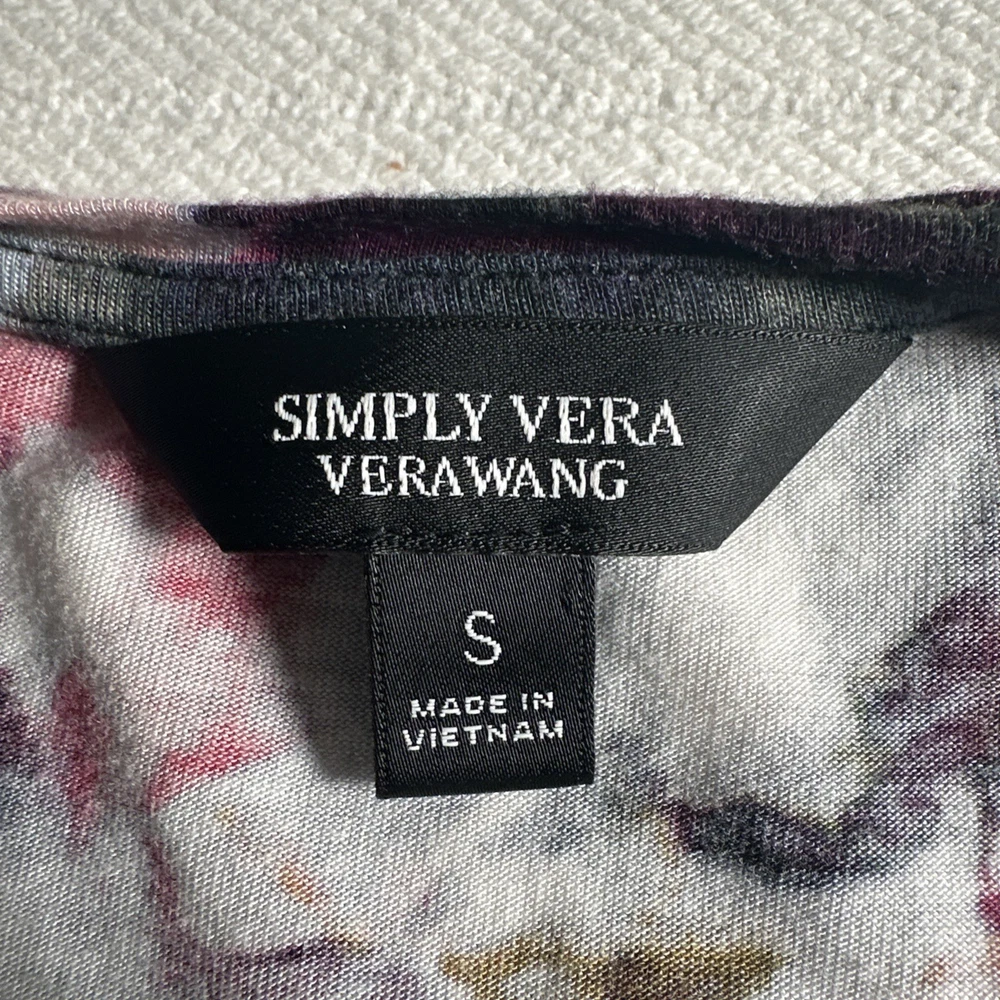 SIMPLY VERA
VERAWANG
S
MADE IN
VIETNAM